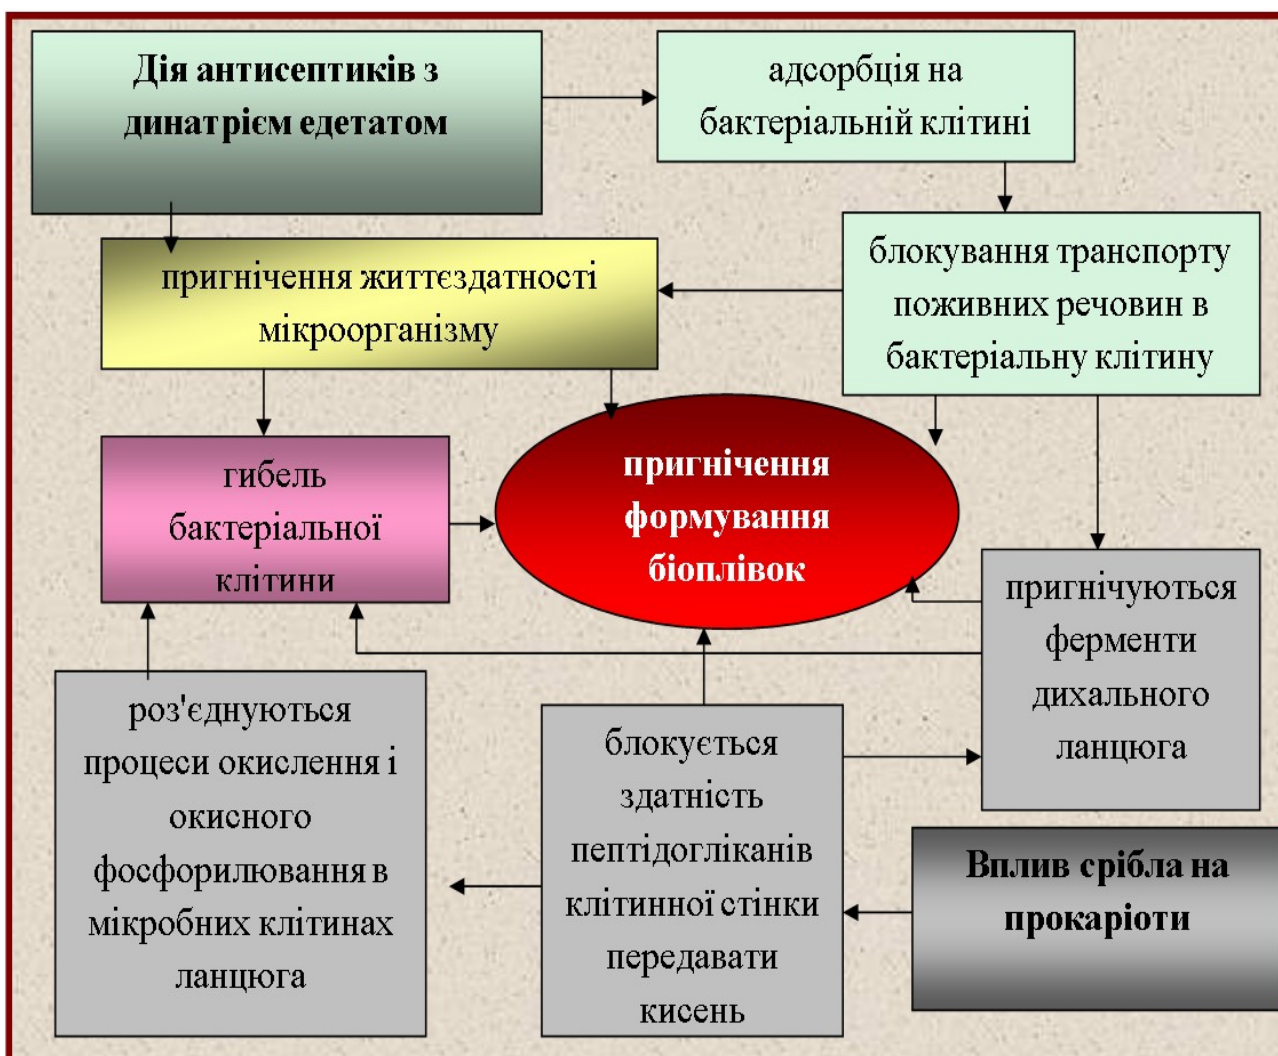 Дія антисептиків з
динатрієм едетатом
адсорбція на
бактеріальній клітині
пригнічення життєздатності
мікроорганізму
блокування транспорту
поживних речовин в
бактеріальну клітину
гибель
бактеріальної
клітини
пригнічення
формування
біоплівок
пригнічуються
ферменти
дихального
ланцюга
роз'єднуються
процеси окислення і
окисного
фосфорилювання в
мікробних клітинах
ланцюга
блокується
здатність
пептідогліканів
клітинної стінки
передавати
кисень
Вплив срібла на
прокаріоти